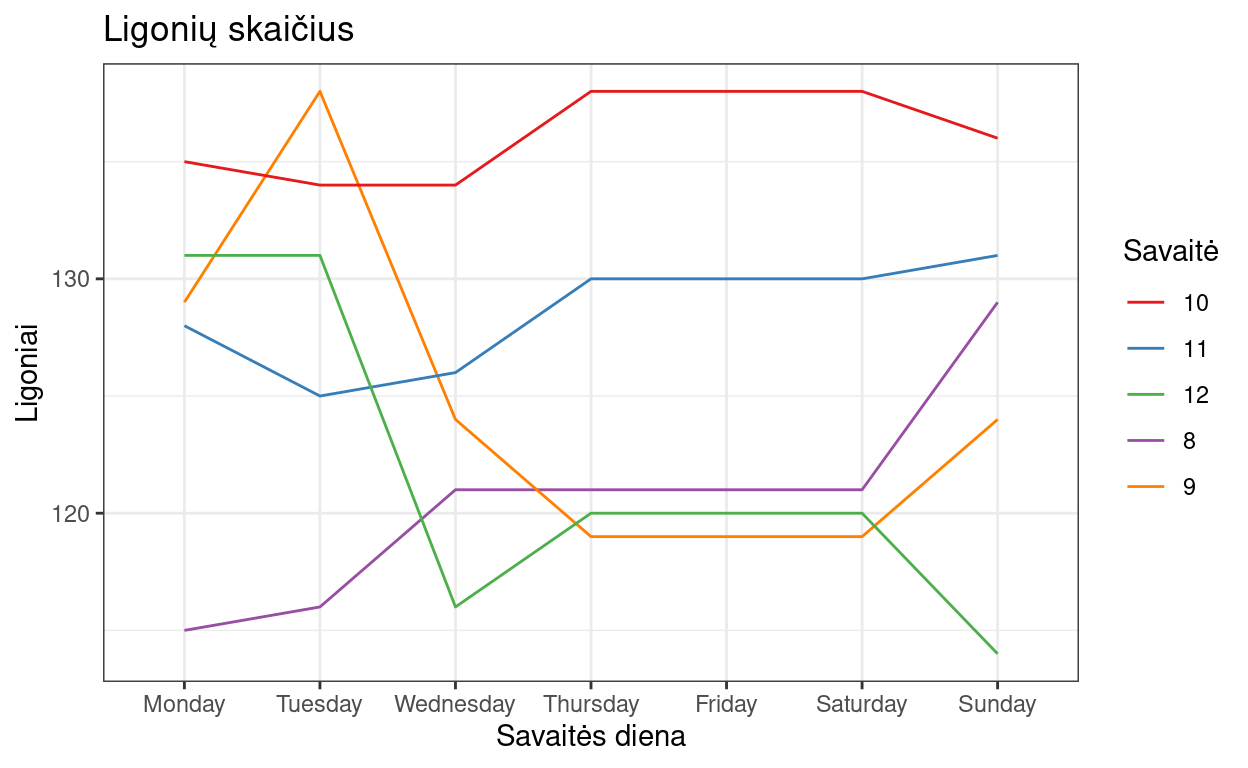 Ligonių skaičius
Ligoniai
130
120
Monday Tuesday Wednesday Thursday Friday Saturday Sunday
Savaitės diena
Savaitė
10
11
12
8
9